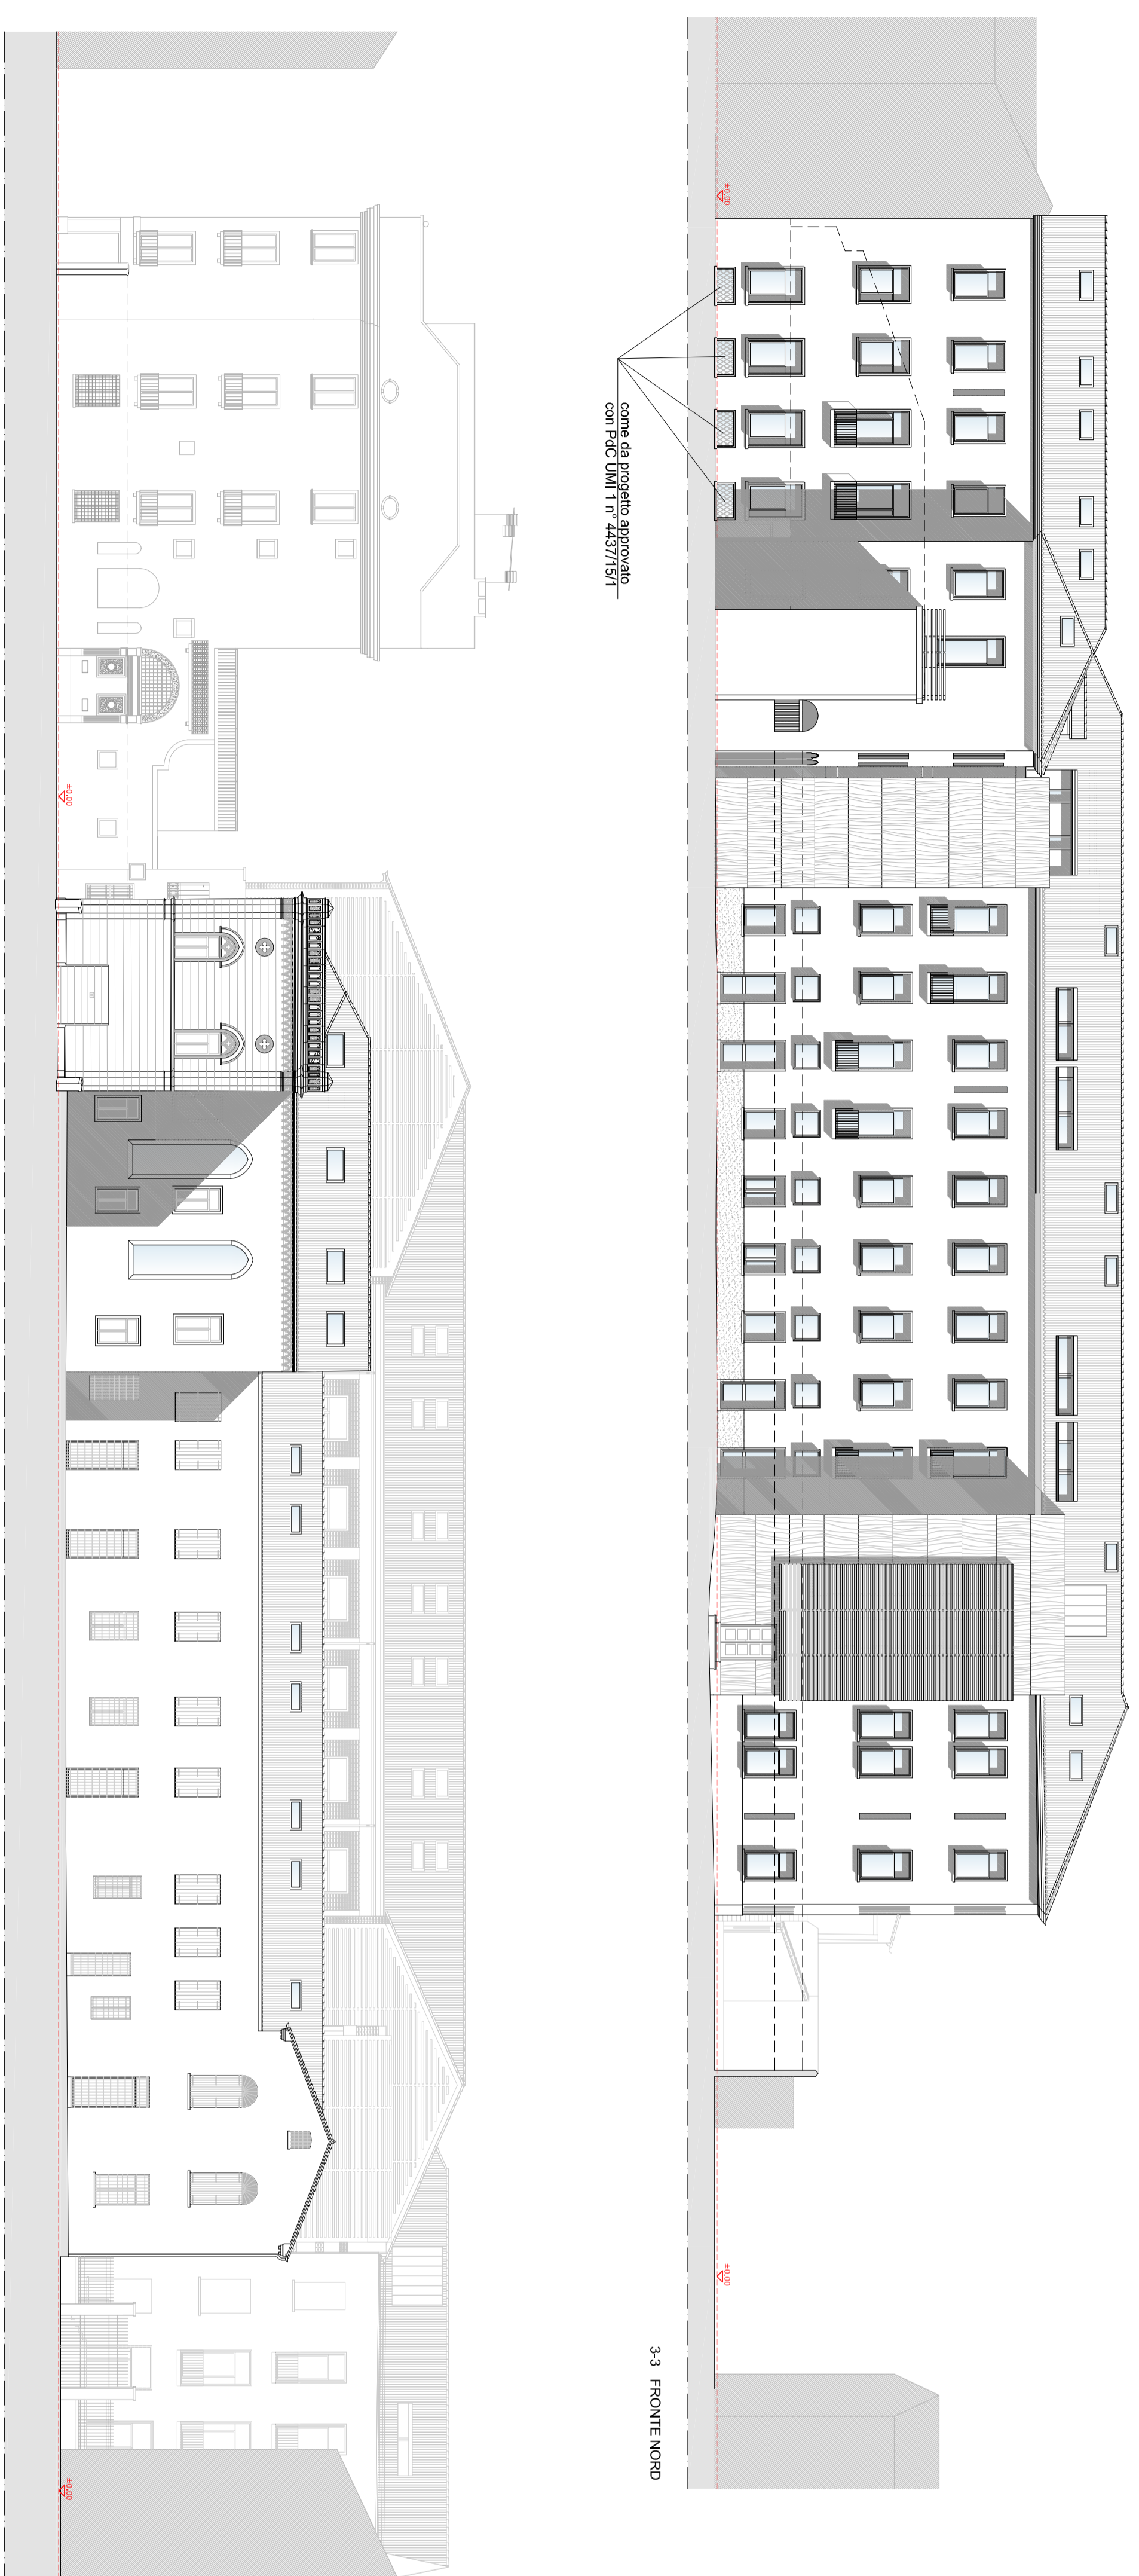 ±0.00
±0.00
come da progetto approvato
con PdC UMI 1 n° 4437/15/1
3-3 FRONTE NORD
±0.00
±0.00